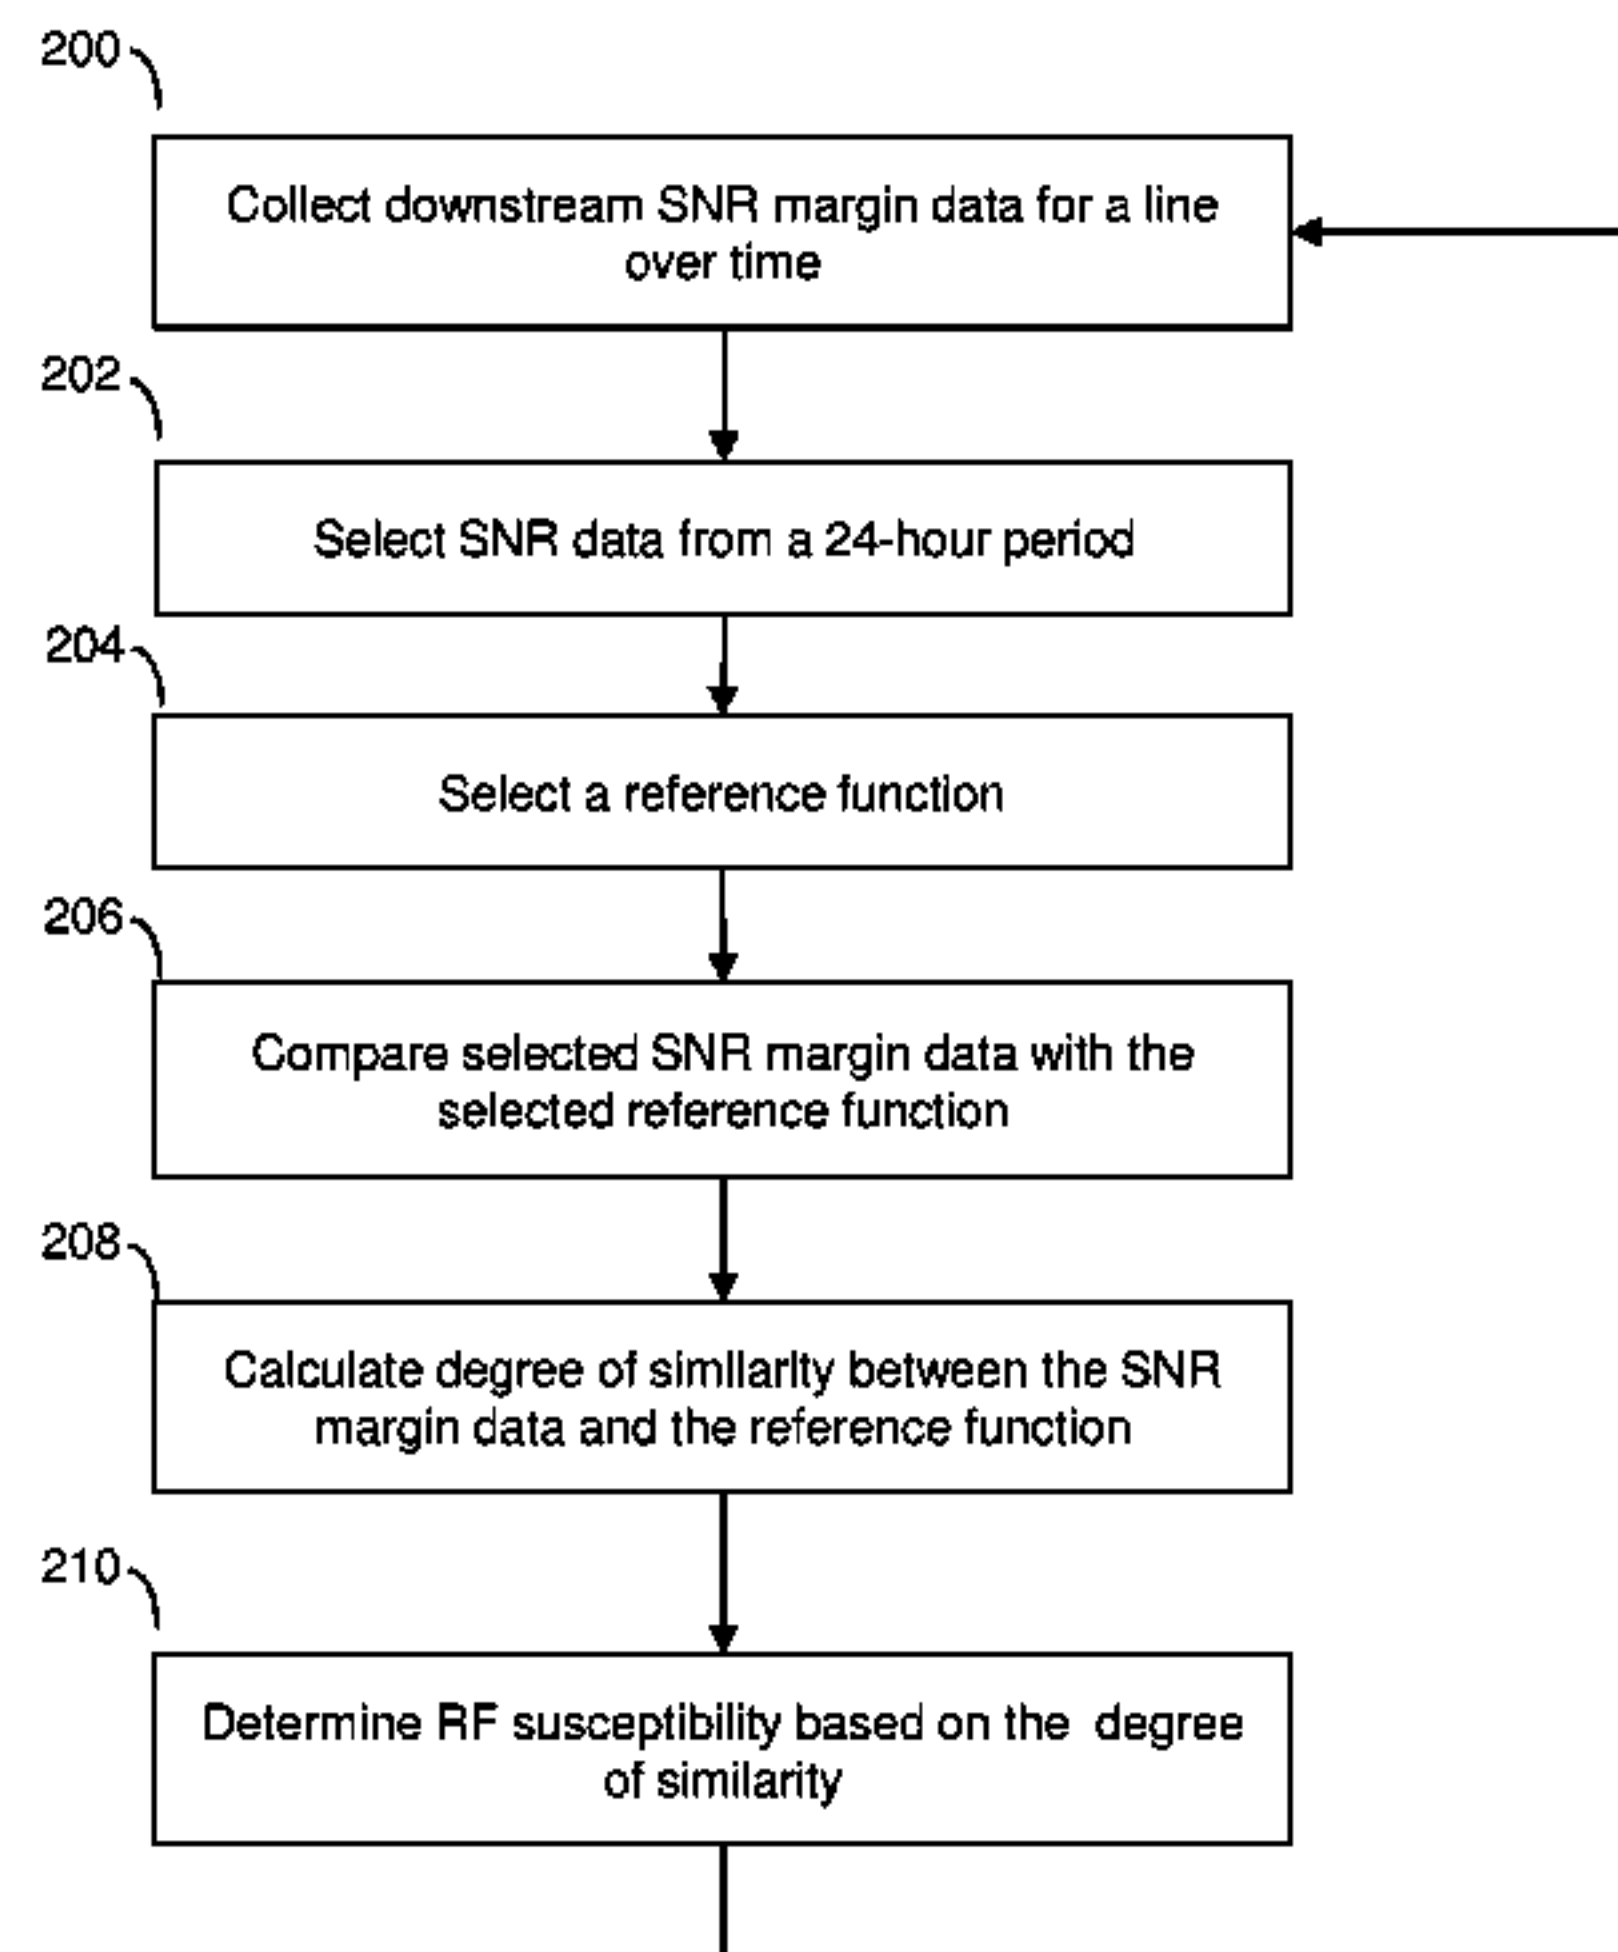 200
Collect downstream SNR margin data for a line
over time
202
Select SNR data from a 24-hour period
204
Select a reference function
206
Compare selected SNR margin data with the
selected reference function
208
Calculate degree of similarity between the SNR
margin data and the reference function
210
Determine RF susceptibility based on the degree
of similarity